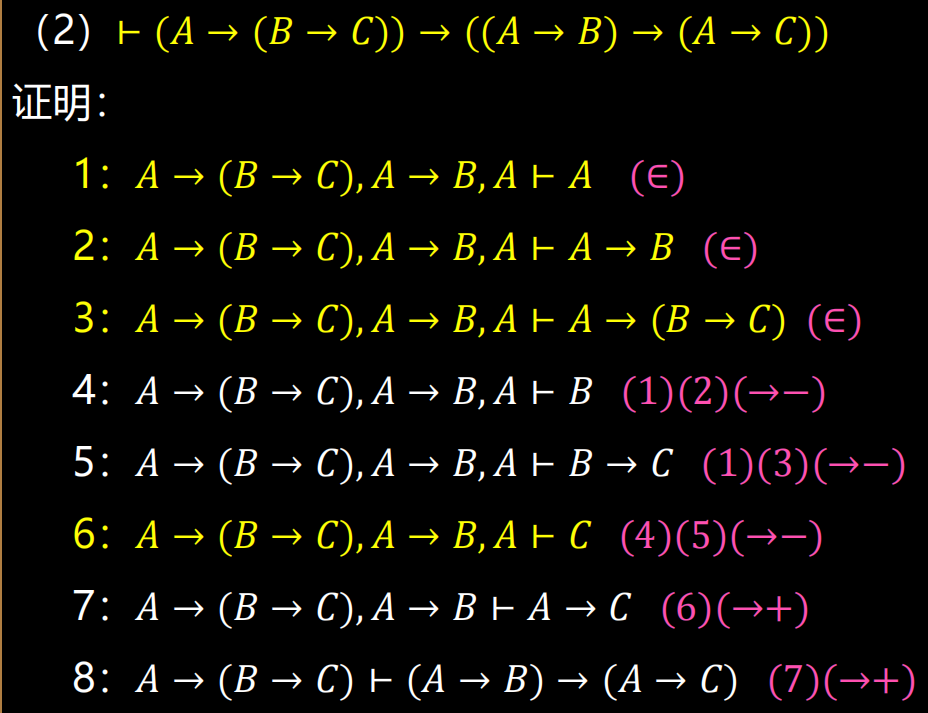 （2）⊢ (A → (B → C)) → ((A → B) → (A → C))
证明：
1：A → (B → C), A → B, A ⊢ A (∈)
2：A → (B → C), A → B, A ⊢ A → B (∈)
3：A → (B → C), A → B, A ⊢ A → (B → C) (∈)
4：A → (B → C), A → B, A ⊢ B (1)(2)(→−)
5：A → (B → C), A → B, A ⊢ B → C (1)(3)(→−)
6：A → (B → C), A → B, A ⊢ C (4)(5)(→−)
7：A → (B → C), A → B ⊢ A → C (6)(→+)
8：A → (B → C) ⊢ (A → B) → (A → C) (7)(→+)